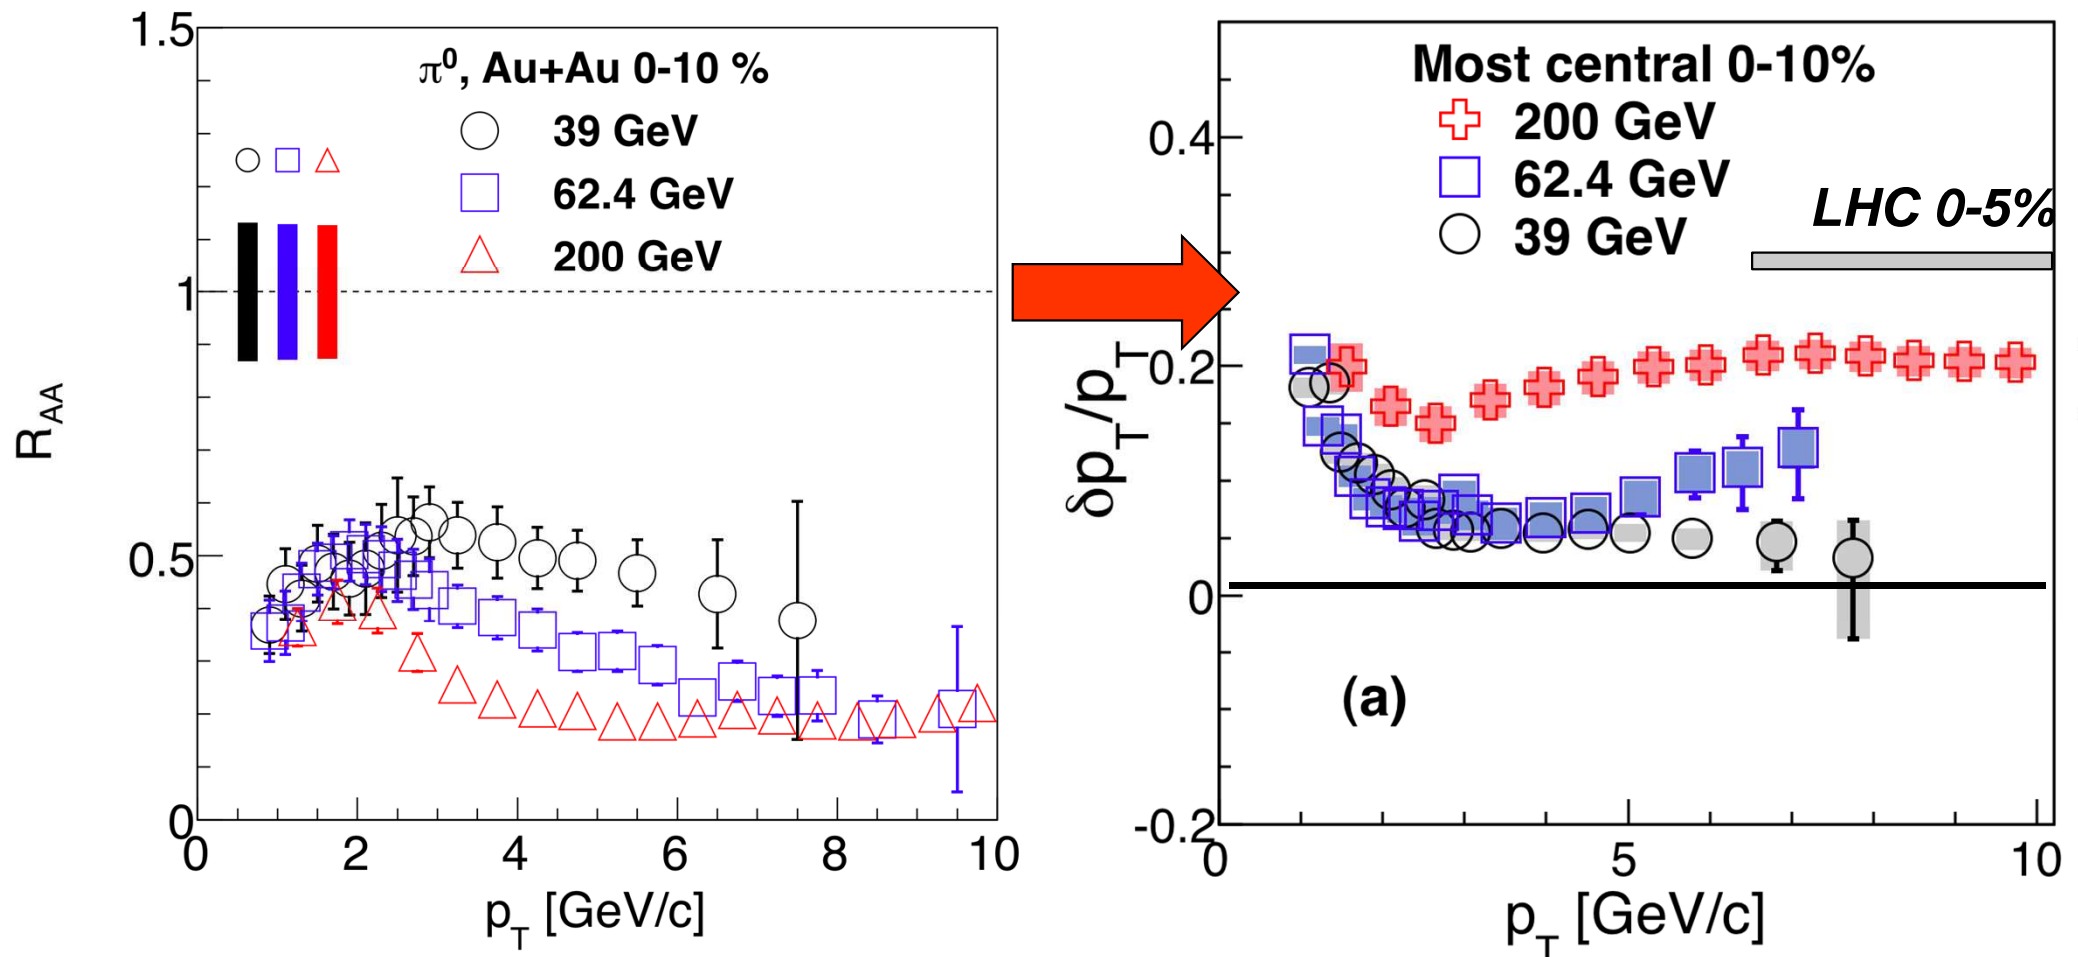 π⁰, Au+Au 0-10 %
39 GeV
62.4 GeV
200 GeV
1.5
1
0.5
0
R_AA
0 2 4 6 8 10
p_T [GeV/c]
Most central 0-10%
200 GeV
62.4 GeV
39 GeV
LHC 0-5%
0.4
0.2
0
-0.2
δp_T/p_T
(a)
0 5 10
p_T [GeV/c]